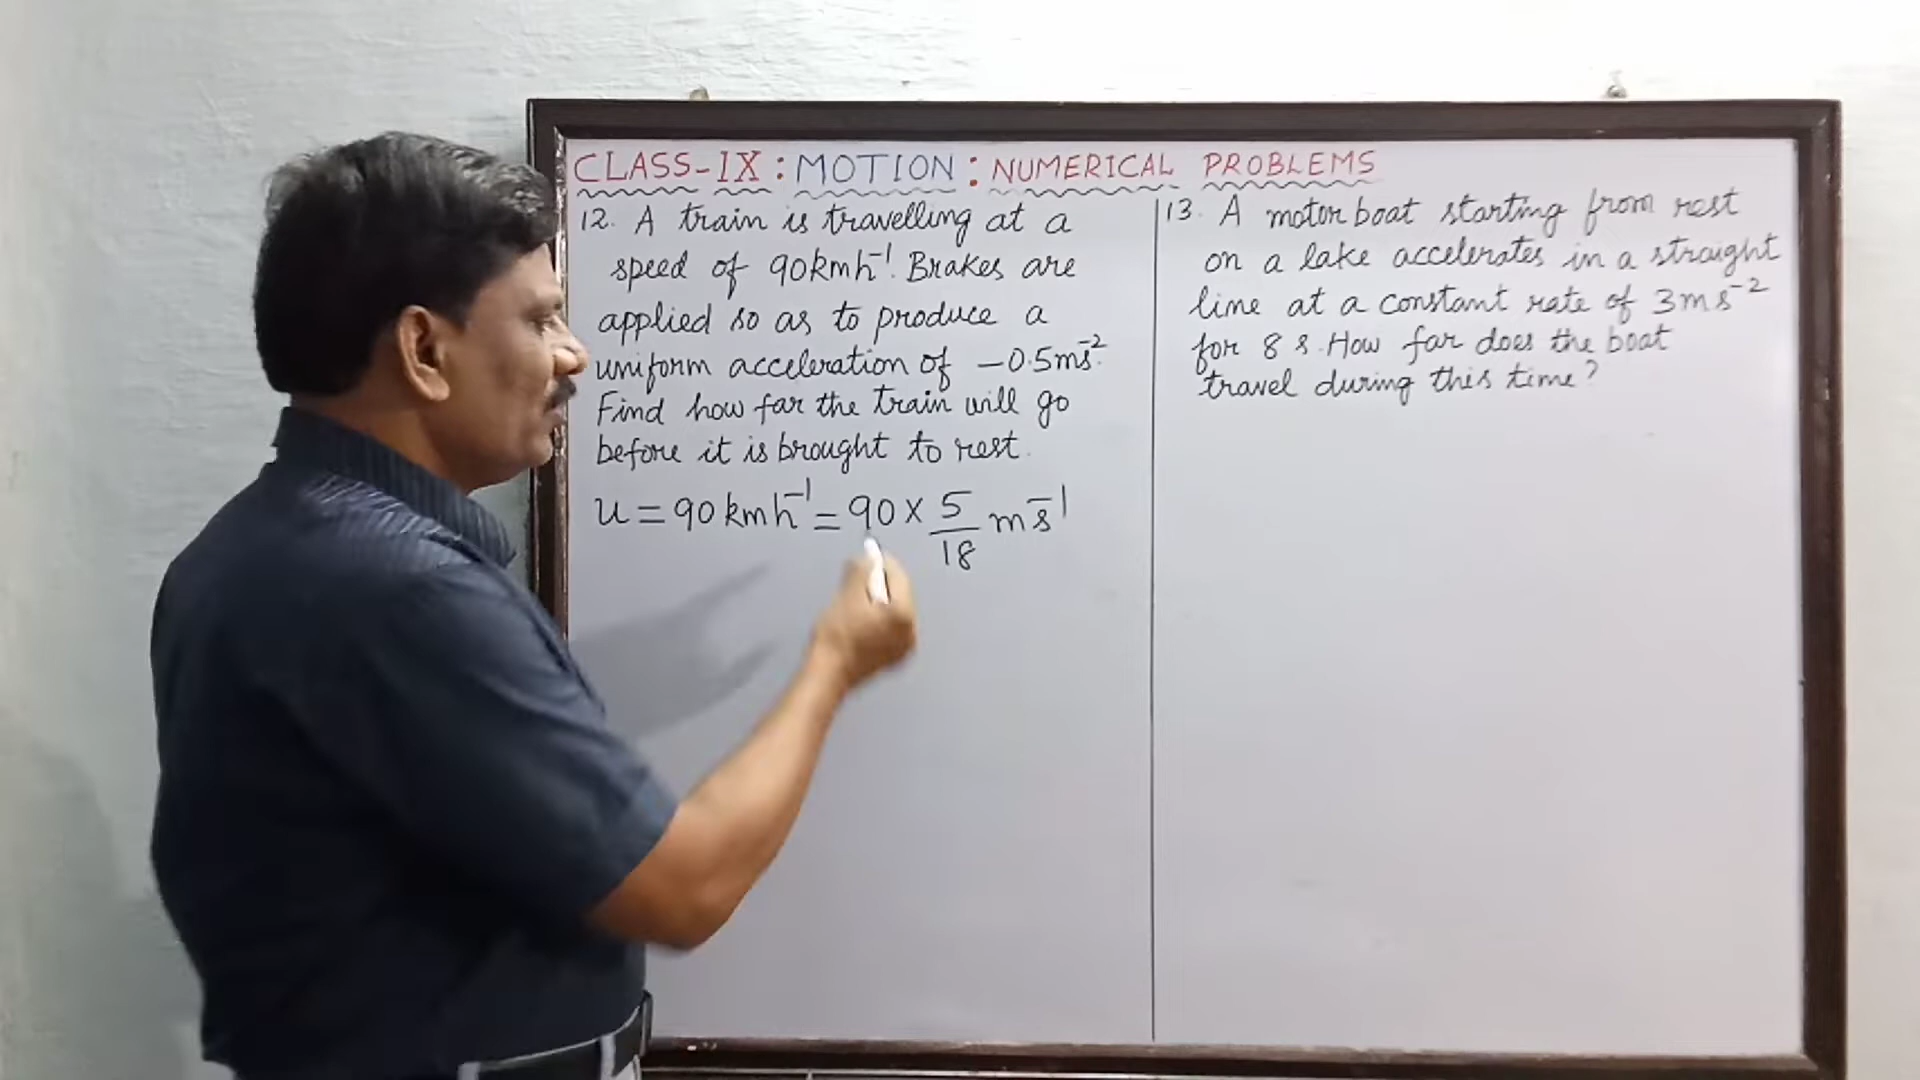 CLASS-IX : MOTION : NUMERICAL PROBLEMS
12. A train is travelling at a
speed of 90kmh⁻¹. Brakes are
applied so as to produce a
uniform acceleration of -0.5ms⁻².
Find how far the train will go
before it is brought to rest.
u = 90 kmh⁻¹ = 90 × 5/18 ms⁻¹
13. A motor boat starting from rest
on a lake accelerates in a straight
line at a constant rate of 3ms⁻²
for 8 s. How far does the boat
travel during this time?